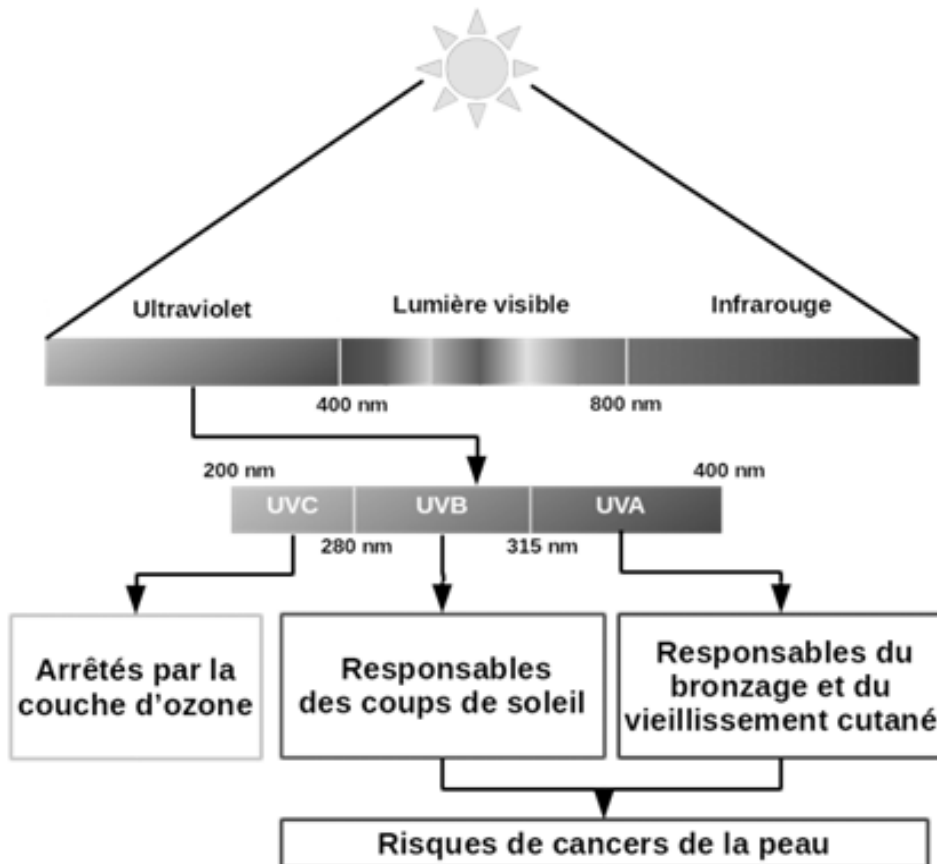 Ultraviolet
Lumière visible
Infrarouge
400 nm
800 nm
200 nm
400 nm
UVC
UVB
UVA
280 nm
315 nm
Arrêtés par la
couche d'ozone
Responsables
des coups de soleil
Responsables du
bronzage et du
vieillissement cutané
Risques de cancers de la peau